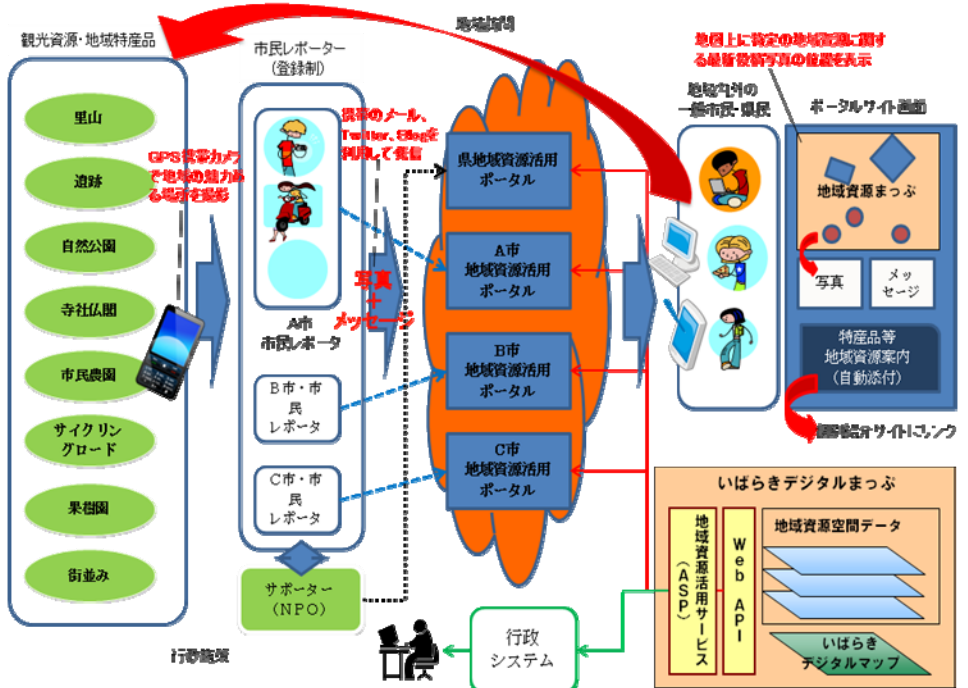 観光資源・地域特産品
里山
遺跡
自然公園
寺社仏閣
市民農園
サイクリン
グロード
果樹園
街並み
GPS携帯カメラ
で地域の魅力あ
る場所を撮影
市民レポーター
(登録制)
A市
市民レポータ
B市・市
民
レポータ
C市・市
民
レポータ
サポーター
(NPO)
携帯のメール、
Twitter、Blogを
利用して発信
写真
+
メッセージ
地域訪問
県地域資源活用
ポータル
A市
地域資源活用
ポータル
B市
地域資源活用
ポータル
C市
地域資源活用
ポータル
地図上に特定の地域資源に関す
る最新投稿写真の位置を表示
地域内外の
一般市民・県民
ポータルサイト画面
地域資源まっぷ
写真
メッ
セージ
特産品等
地域資源案内
(自動添付)
サイトにリンク
いばらきデジタルまっぷ
地域資源活用サービス
(ASP)
Web API
地域資源空間データ
いばらき
デジタルマップ
行政
システム
行政施策